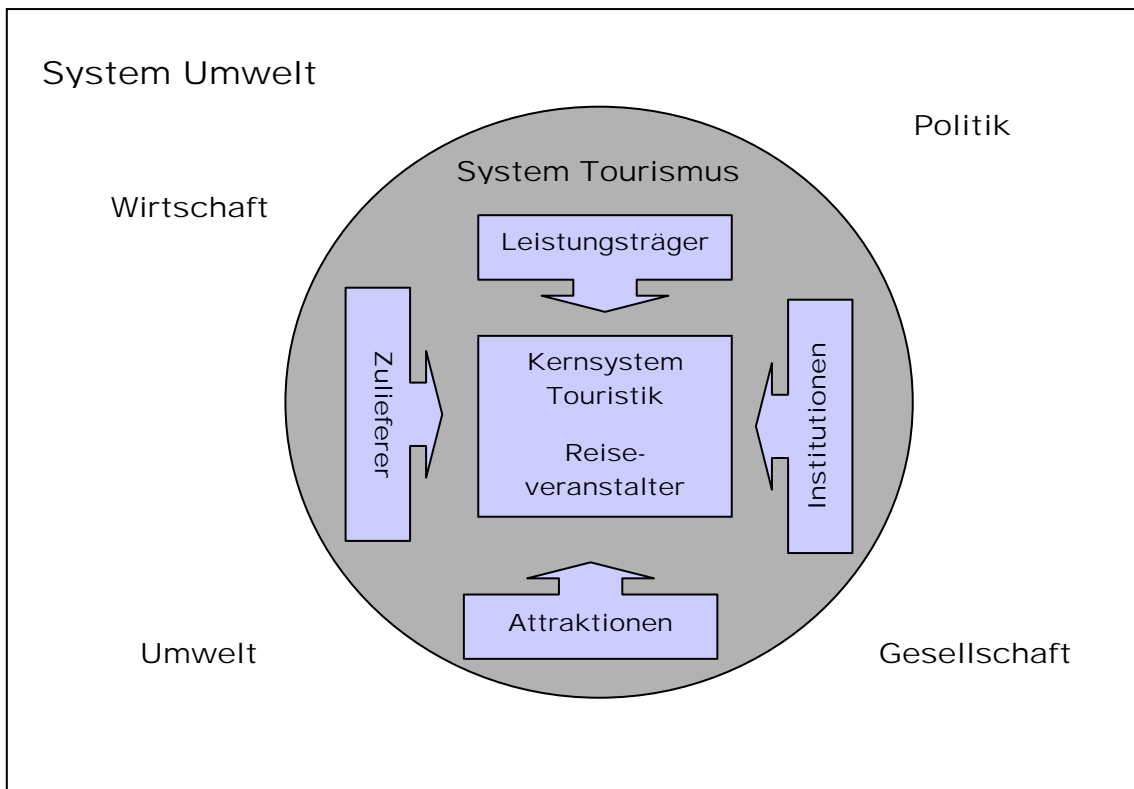 System Umwelt
Politik
Wirtschaft
System Tourismus
Leistungsträger
Zulieferer
Kernsystem
Touristik
Reise-
veranstalter
Institutionen
Attraktionen
Umwelt
Gesellschaft